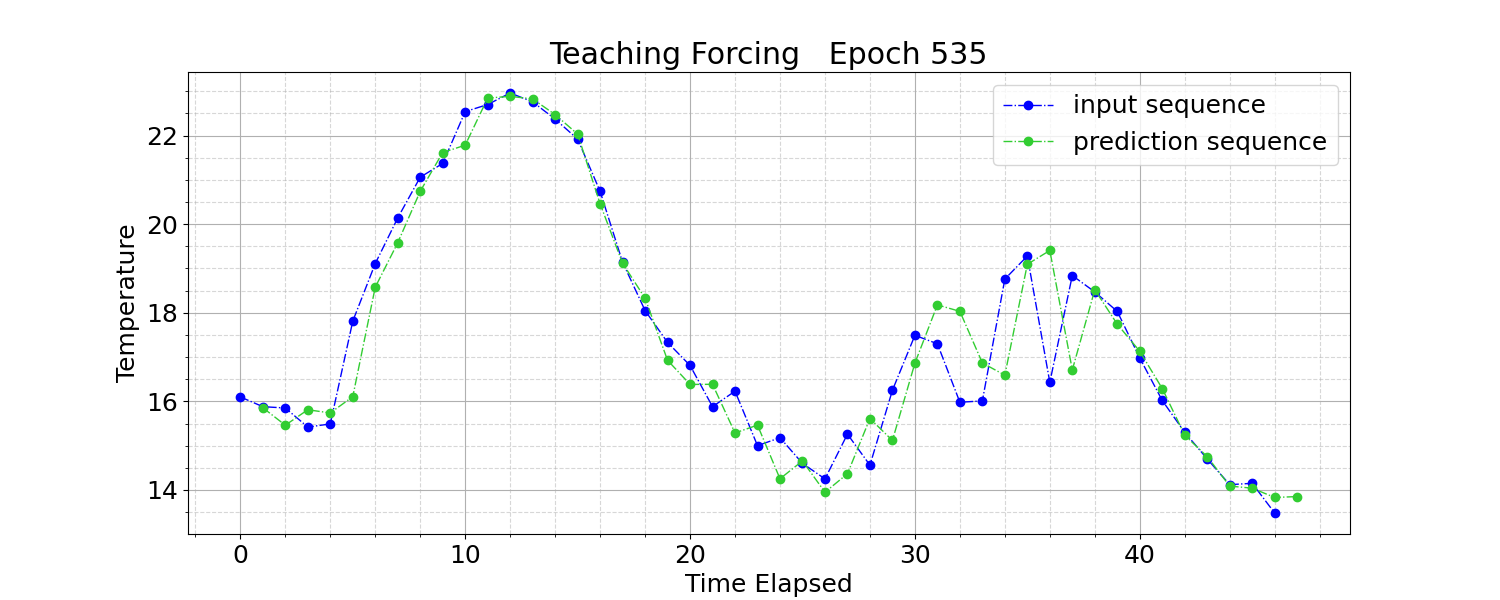 Teaching Forcing   Epoch 535
input sequence
prediction sequence
Temperature
22
20
18
16
14
0 10 20 30 40
Time Elapsed